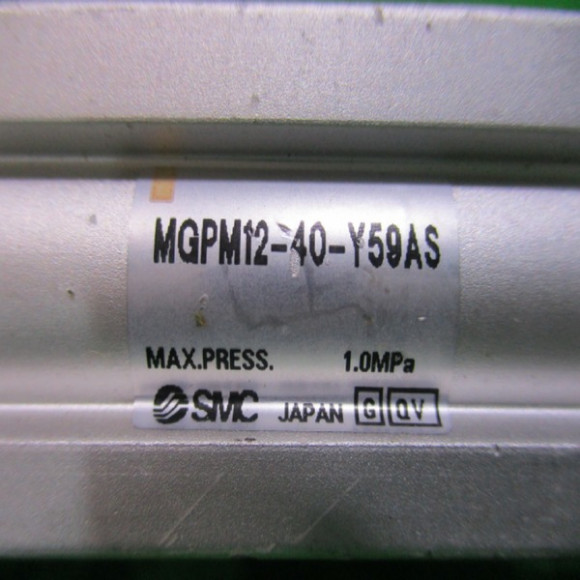 MGPM12-40-Y59AS
MAX.PRESS. 1.0MPa
SMC JAPAN G QV